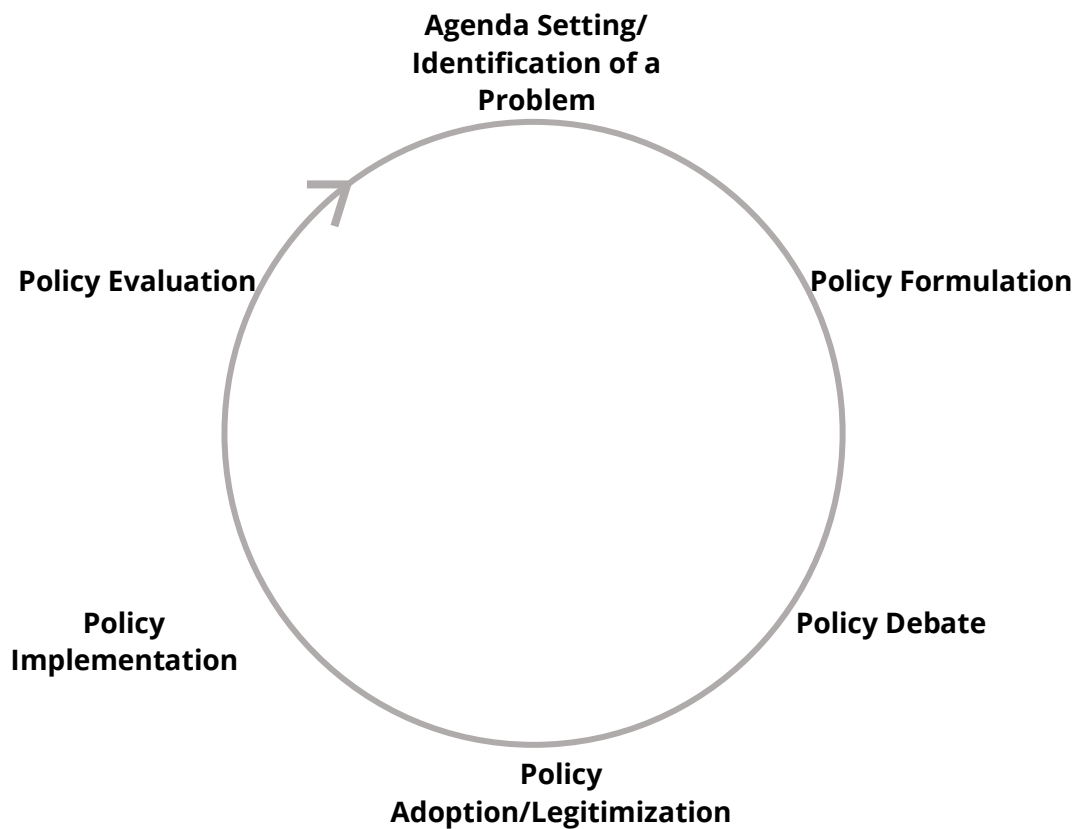 Agenda Setting/
Identification of a
Problem
Policy Evaluation
Policy Formulation
Policy
Implementation
Policy Debate
Policy
Adoption/Legitimization